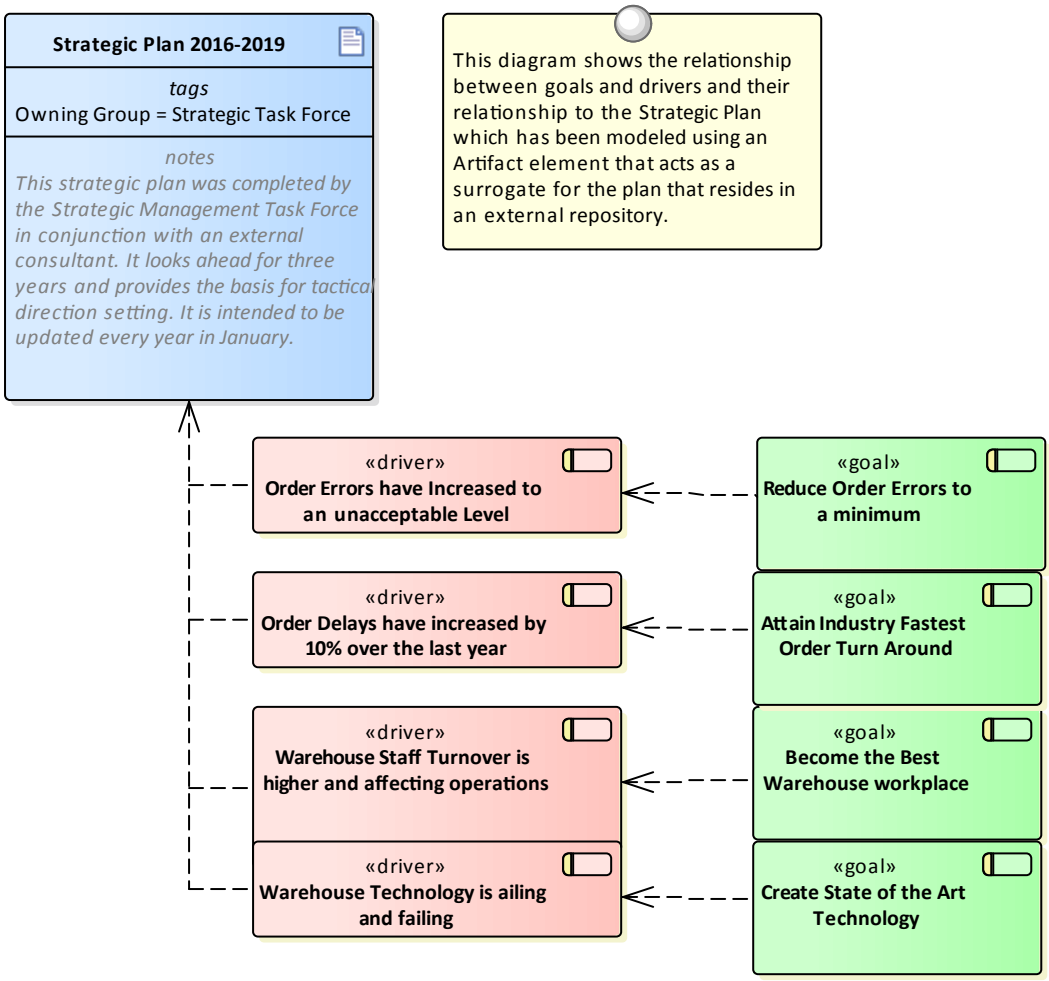 Strategic Plan 2016-2019
tags
Owning Group = Strategic Task Force
notes
This strategic plan was completed by
the Strategic Management Task Force
in conjunction with an external
consultant. It looks ahead for three
years and provides the basis for tactical
direction setting. It is intended to be
updated every year in January.
This diagram shows the relationship
between goals and drivers and their
relationship to the Strategic Plan
which has been modeled using an
Artifact element that acts as a
surrogate for the plan that resides in
an external repository.
«driver»
Order Errors have Increased to
an unacceptable Level
«goal»
Reduce Order Errors to
a minimum
«driver»
Order Delays have increased by
10% over the last year
«goal»
Attain Industry Fastest
Order Turn Around
«driver»
Warehouse Staff Turnover is
higher and affecting operations
«goal»
Become the Best
Warehouse workplace
«driver»
Warehouse Technology is ailing
and failing
«goal»
Create State of the Art
Technology